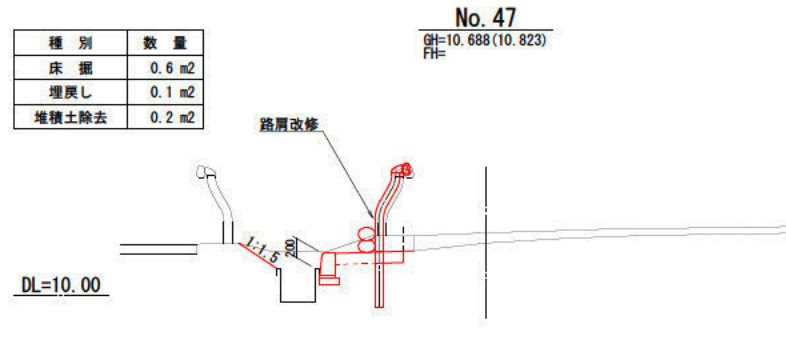 No. 47
GH=10.688(10.823)
FH=
種 別 数 量
床 掘 0.6 m2
埋戻し 0.1 m2
堆積土除去 0.2 m2
路肩改修
1:1.5
200
DL=10.00